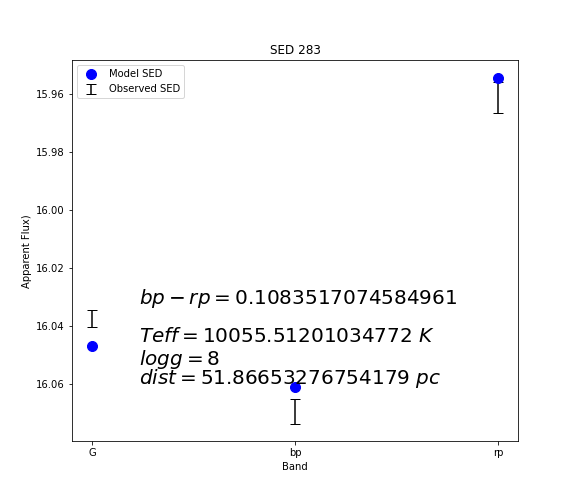 SED 283
Model SED
Observed SED
15.96
15.98
16.00
16.02
16.04
16.06
Apparent Flux)
bp − rp = 0.1083517074584961
Teff = 10055.51201034772 K
logg = 8
dist = 51.86653276754179 pc
G
bp
rp
Band